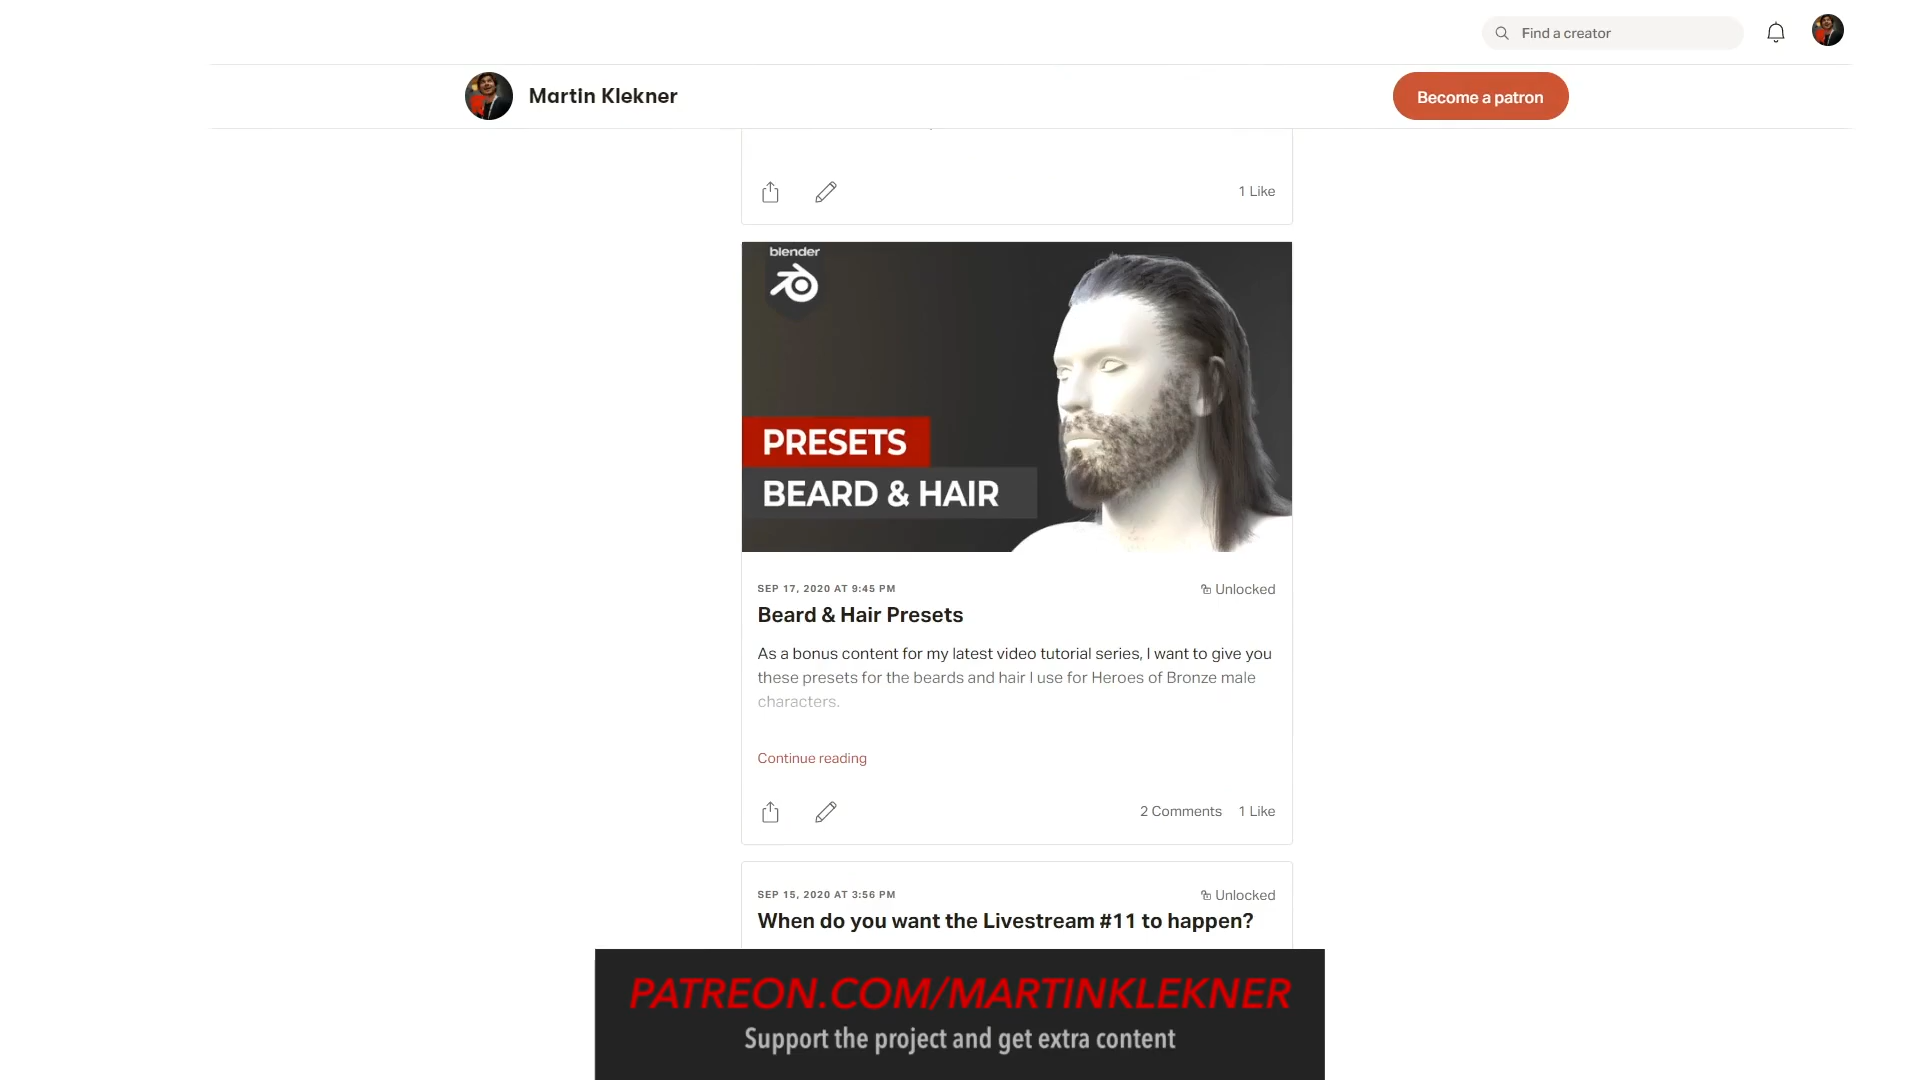 Find a creator
Martin Klekner
Become a patron
1 Like
blender
PRESETS
BEARD & HAIR
SEP 17, 2020 AT 9:45 PM
Unlocked
Beard & Hair Presets
As a bonus content for my latest video tutorial series, I want to give you
these presets for the beards and hair I use for Heroes of Bronze male
characters.
Continue reading
2 Comments
1 Like
SEP 15, 2020 AT 3:56 PM
Unlocked
When do you want the Livestream #11 to happen?
PATREON.COM/MARTINKLEKNER
Support the project and get extra content